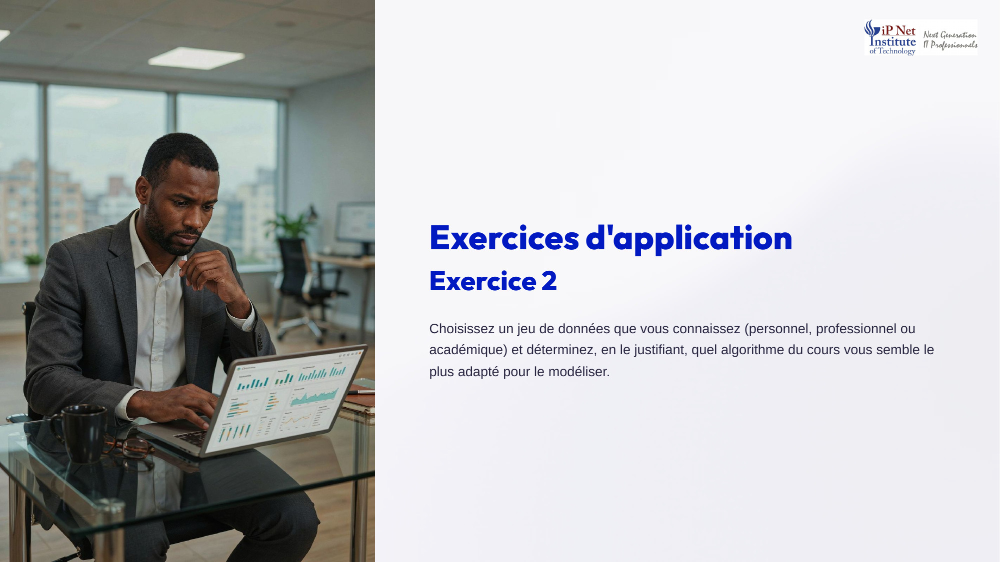 iP Net
Institute
of Technology
Next Generation
IT Professionnels
Exercices d'application
Exercice 2
Choisissez un jeu de données que vous connaissez (personnel, professionnel ou
académique) et déterminez, en le justifiant, quel algorithme du cours vous semble le
plus adapté pour le modéliser.